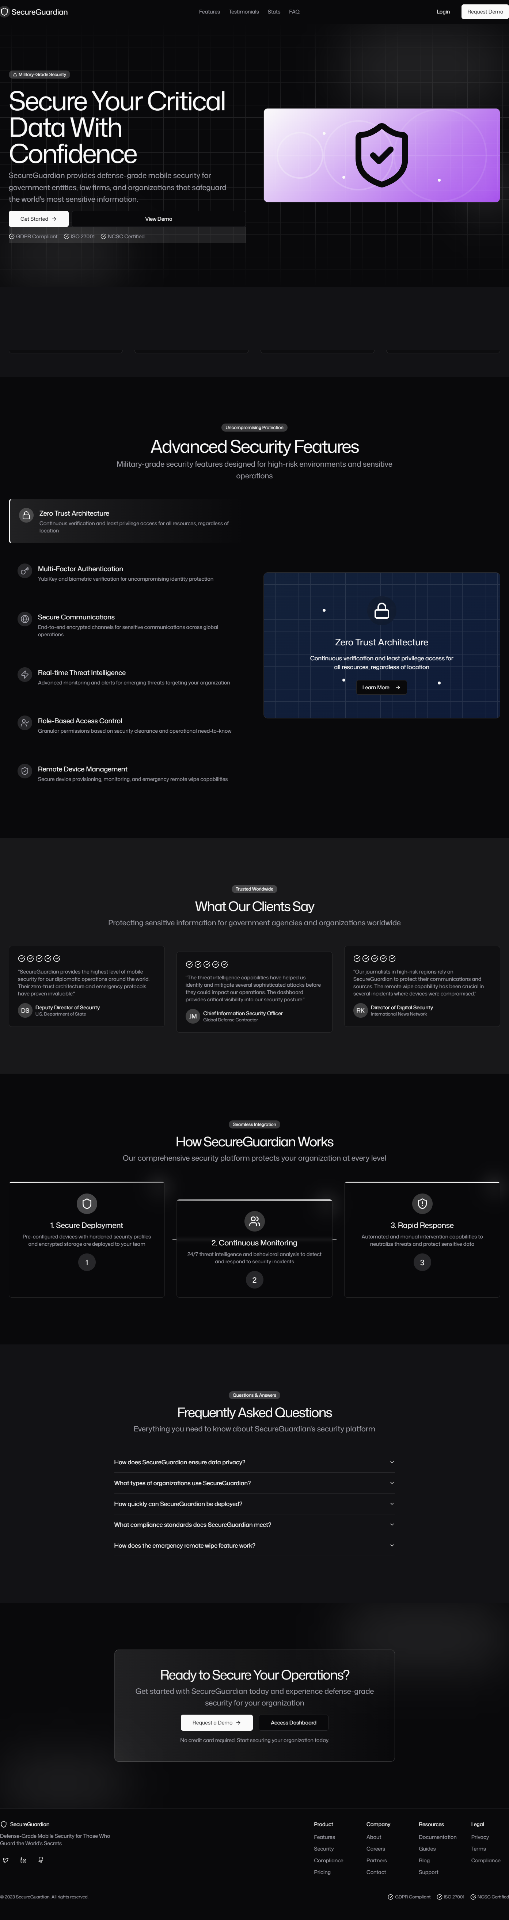 SecureGuardian
Features
Testimonials
Stats
FAQ
Login
Request Demo
Military-Grade Security
Secure Your Critical
Data With
Confidence
SecureGuardian provides defense-grade mobile security for
government entities, law firms, and organizations that safeguard
the world's most sensitive information.
Get Started
View Demo
GDPR Compliant
ISO 27001
NCSC Certified
Uncompromising Protection
Advanced Security Features
Military-grade security features designed for high-risk environments and sensitive
operations
Zero Trust Architecture
Continuous verification and least privilege access for all resources, regardless of
location
Multi-Factor Authentication
YubiKey and biometric verification for uncompromising identity protection
Secure Communications
End-to-end encrypted channels for sensitive communications across global
operations
Real-time Threat Intelligence
Advanced monitoring and alerts for emerging threats targeting your organization
Role-Based Access Control
Granular permissions based on security clearance and operational need-to-know
Remote Device Management
Secure device provisioning, monitoring, and emergency remote wipe capabilities
Zero Trust Architecture
Continuous verification and least privilege access for
all resources, regardless of location
Learn More
Trusted Worldwide
What Our Clients Say
Protecting sensitive information for government agencies and organizations worldwide
"SecureGuardian provides the highest level of mobile
security for our diplomatic operations around the world.
Their zero trust architecture and emergency protocols
have proven invaluable."
DS
Deputy Director of Security
U.S. Department of State
"The threat intelligence capabilities have helped us
identify and mitigate several sophisticated attacks before
they could impact our operations. The dashboard
provides critical visibility into our security posture."
JM
Chief Information Security Officer
Global Defense Contractor
"Our journalists in high-risk regions rely on
SecureGuardian to protect their communications and
sources. The remote wipe capability has been crucial in
several incidents where devices were compromised."
RK
Director of Digital Security
International News Network
Seamless Integration
How SecureGuardian Works
Our comprehensive security platform protects your organization at every level
1. Secure Deployment
Pre-configured devices with hardened security profiles
and encrypted storage are deployed to your team
1
2. Continuous Monitoring
24/7 threat intelligence and behavioral analysis to detect
and respond to security incidents
2
3. Rapid Response
Automated and manual intervention capabilities to
neutralize threats and protect sensitive data
3
Questions & Answers
Frequently Asked Questions
Everything you need to know about SecureGuardian's security platform
How does SecureGuardian ensure data privacy?
What types of organizations use SecureGuardian?
How quickly can SecureGuardian be deployed?
What compliance standards does SecureGuardian meet?
How does the emergency remote wipe feature work?
Ready to Secure Your Operations?
Get started with SecureGuardian today and experience defense-grade
security for your organization
Request a Demo
Access Dashboard
No credit card required. Start securing your organization today.
SecureGuardian
Defense-Grade Mobile Security for Those Who
Guard the World's Secrets
Product
Features
Security
Compliance
Pricing
Company
About
Careers
Partners
Contact
Resources
Documentation
Guides
Blog
Support
Legal
Privacy
Terms
Compliance
© 2023 SecureGuardian. All rights reserved.
GDPR Compliant
ISO 27001
NCSC Certified